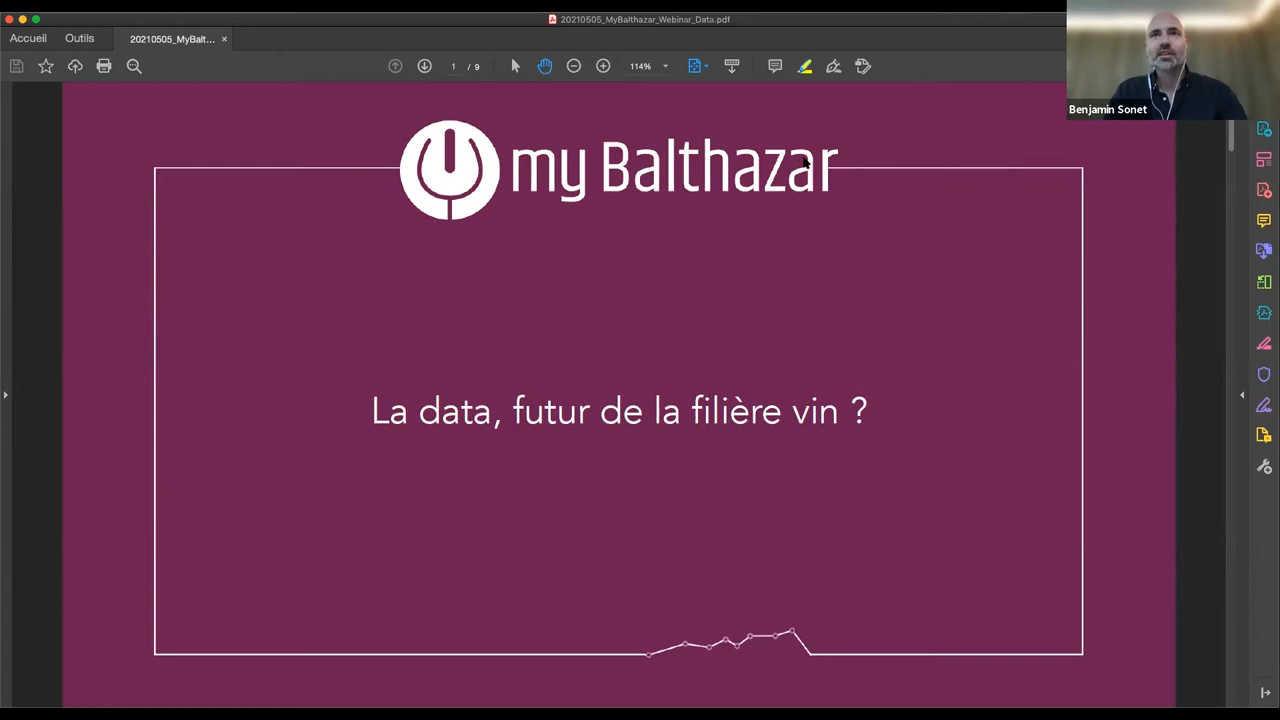 20210505_MyBalthazar_Webinar_Data.pdf
Accueil
Outils
20210505_MyBalt...
1 / 9
114%
Benjamin Sonet
my Balthazar
La data, futur de la filière vin ?